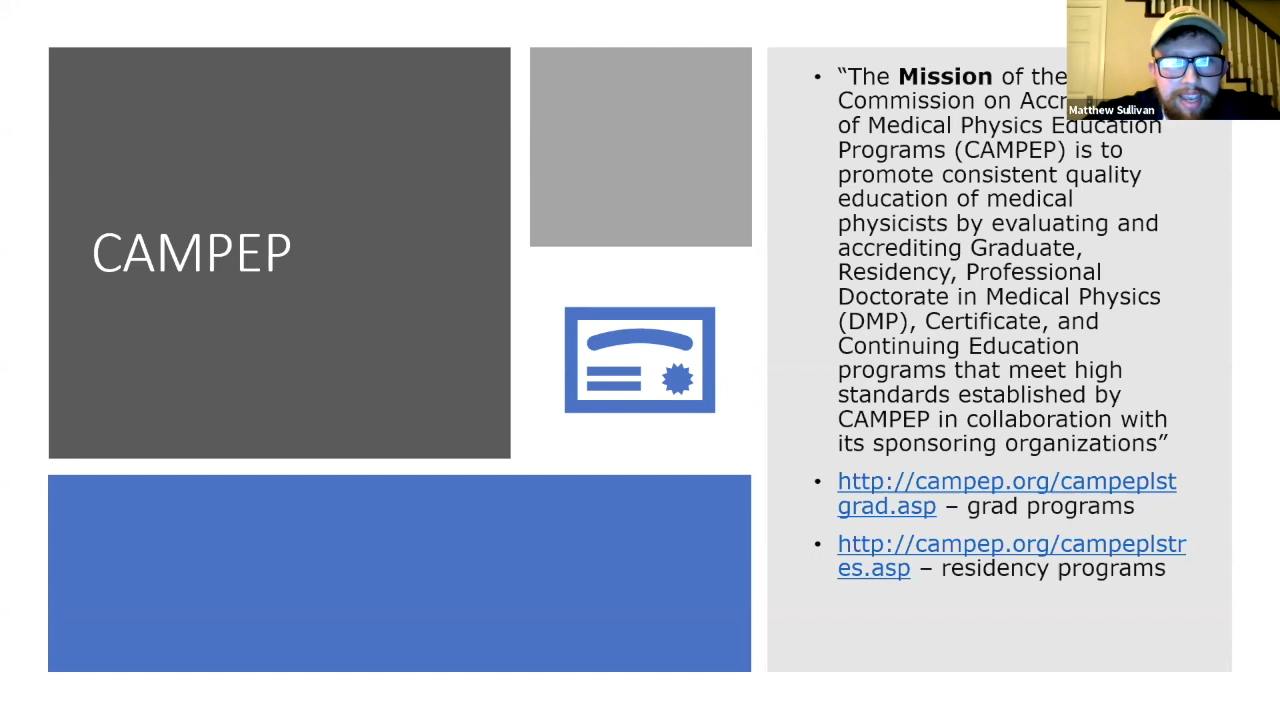 CAMPEP
• “The Mission of the
Commission on
of Medical Physics Education
Programs (CAMPEP) is to
promote consistent quality
education of medical
physicists by evaluating and
accrediting Graduate,
Residency, Professional
Doctorate in Medical Physics
(DMP), Certificate, and
Continuing Education
programs that meet high
standards established by
CAMPEP in collaboration with
its sponsoring organizations”
• http://campep.org/campeplst
grad.asp – grad programs
• http://campep.org/campeplstr
es.asp – residency programs
Matthew Sullivan